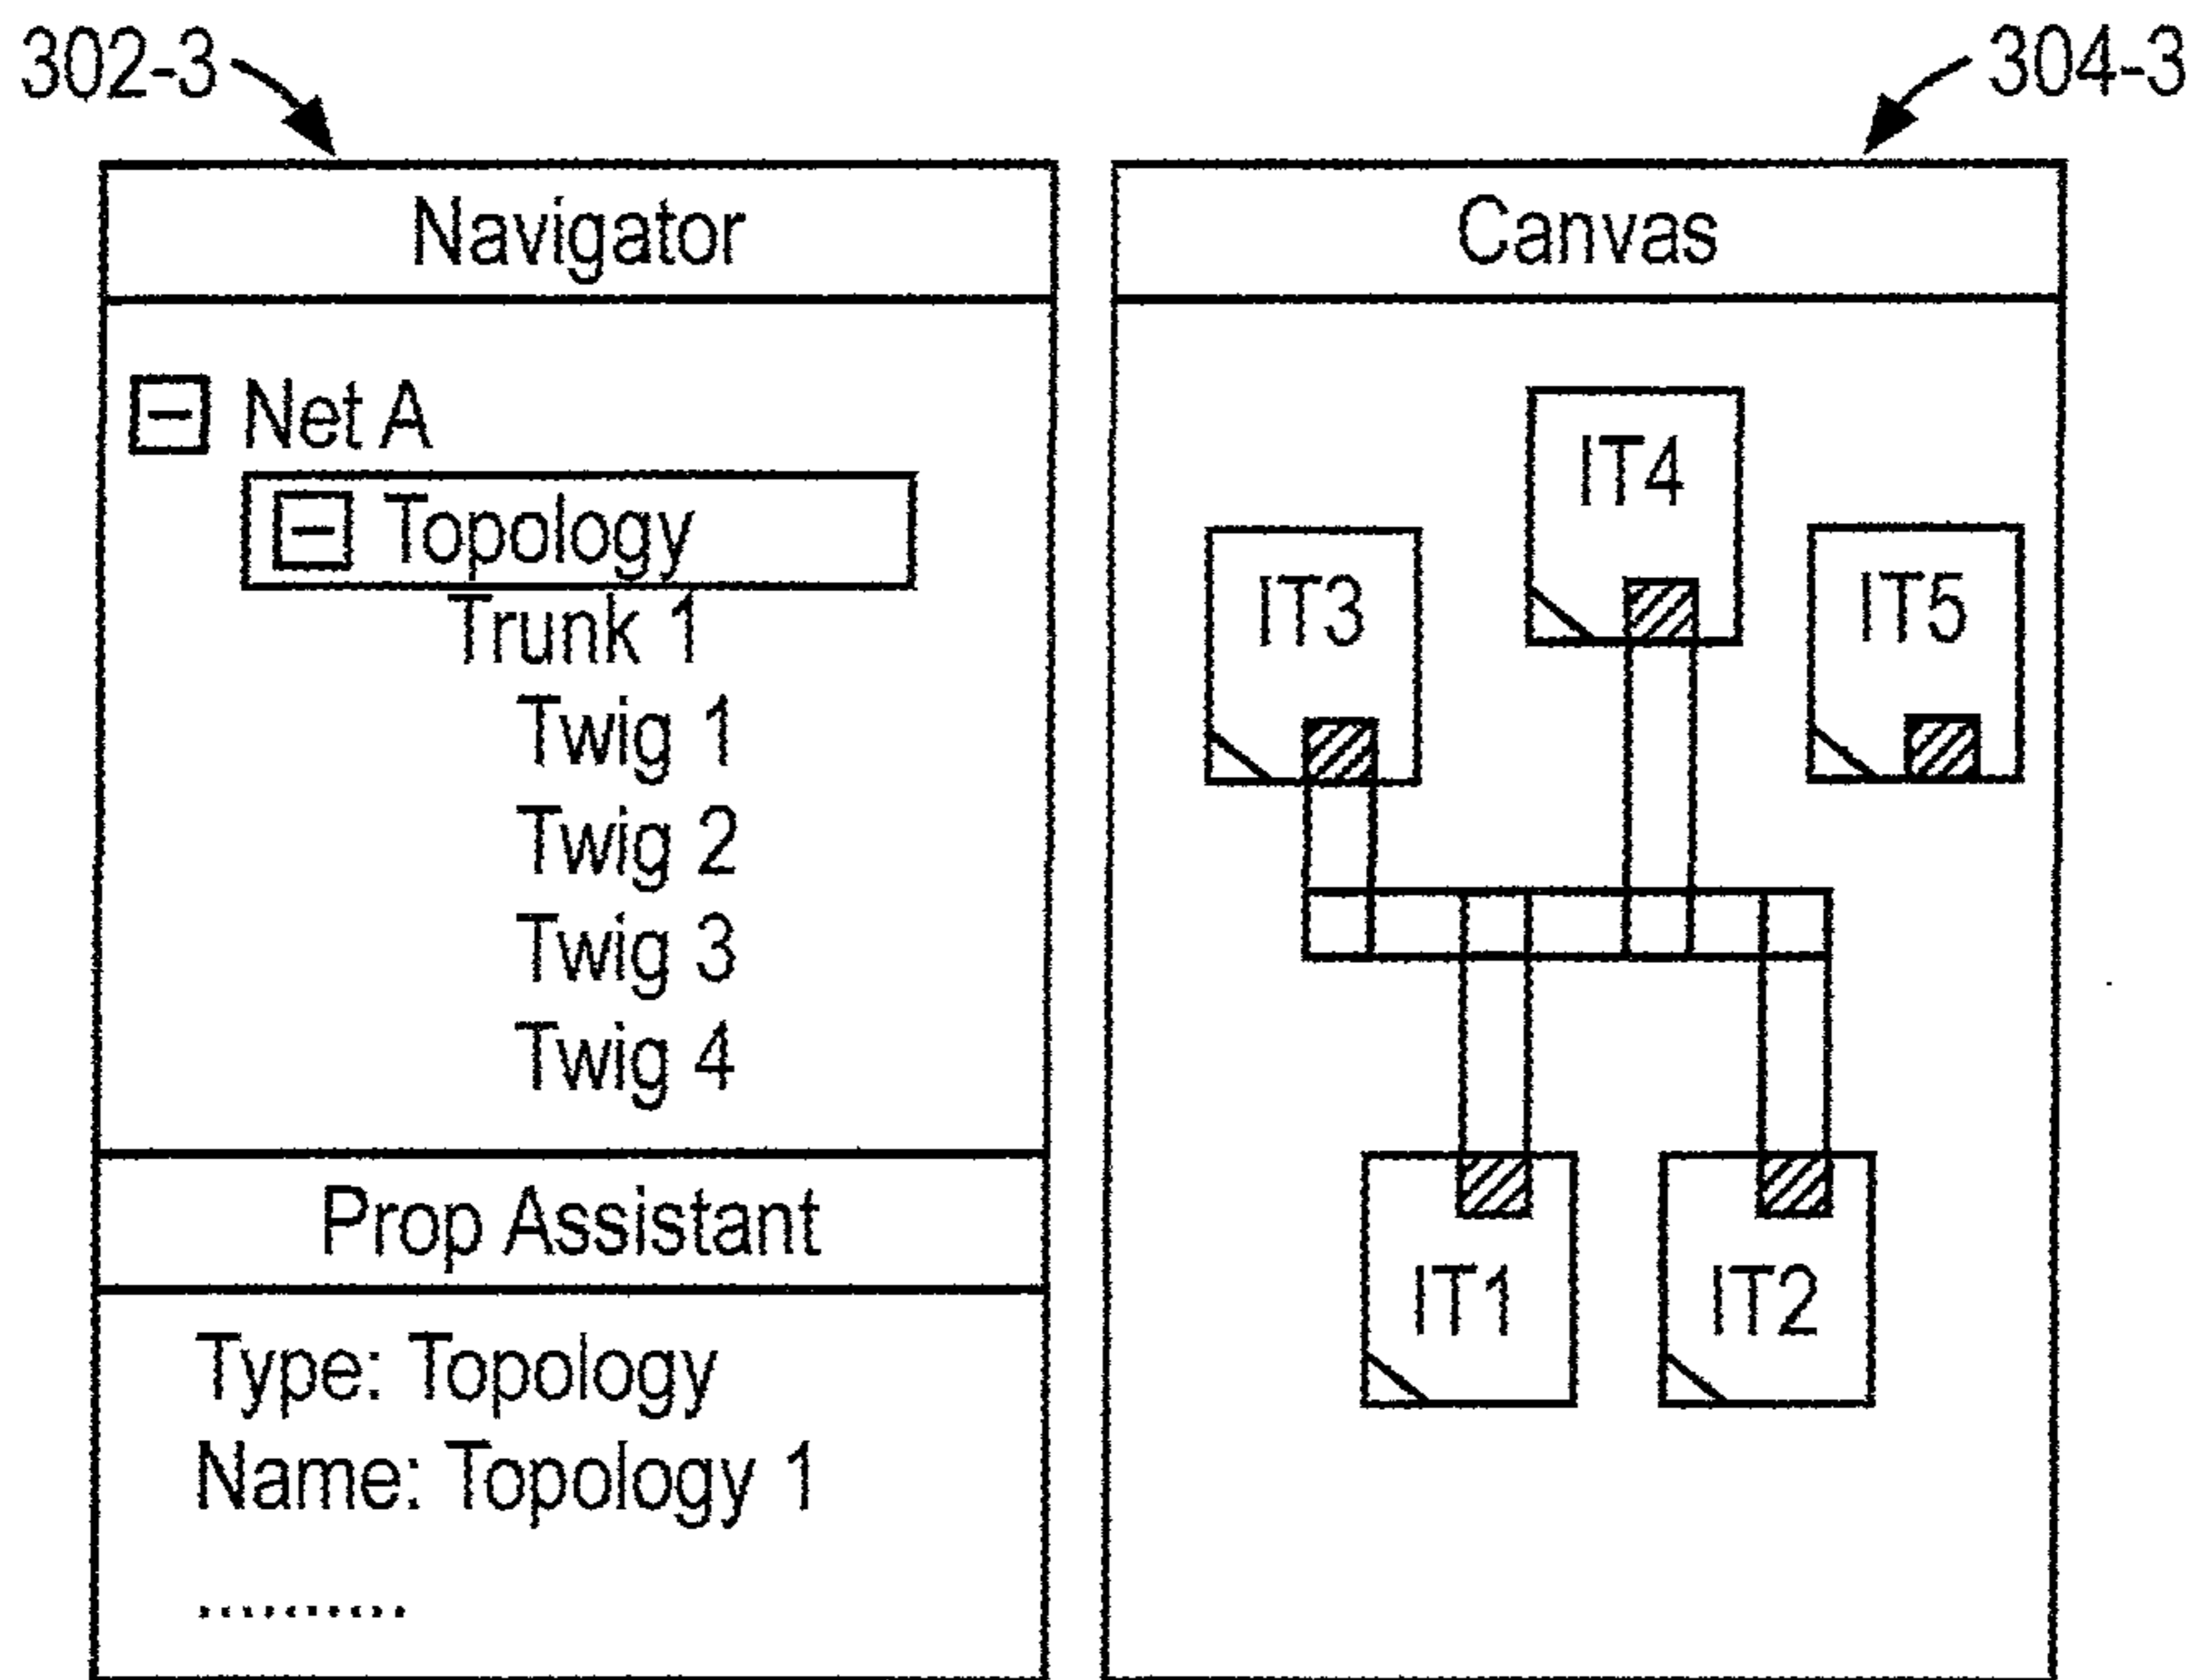 302-3
304-3
Navigator
Net A
Topology
Trunk 1
Twig 1
Twig 2
Twig 3
Twig 4
Prop Assistant
Type: Topology
Name: Topology 1
.........
Canvas
IT4
IT3
IT5
IT1
IT2